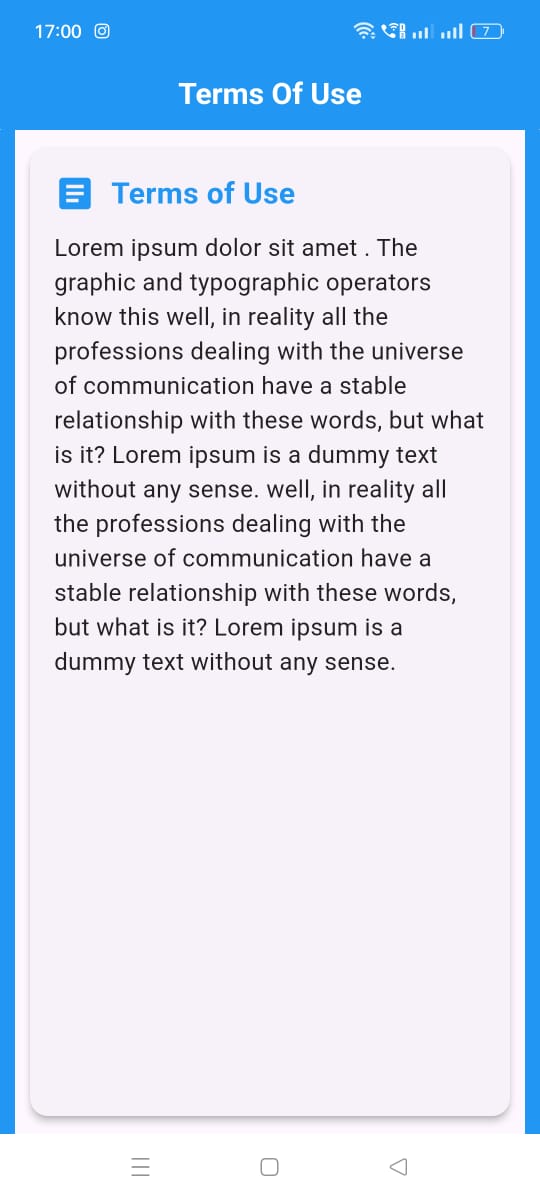 17:00
7
Terms Of Use
Terms of Use
Lorem ipsum dolor sit amet . The
graphic and typographic operators
know this well, in reality all the
professions dealing with the universe
of communication have a stable
relationship with these words, but what
is it? Lorem ipsum is a dummy text
without any sense. well, in reality all
the professions dealing with the
universe of communication have a
stable relationship with these words,
but what is it? Lorem ipsum is a
dummy text without any sense.